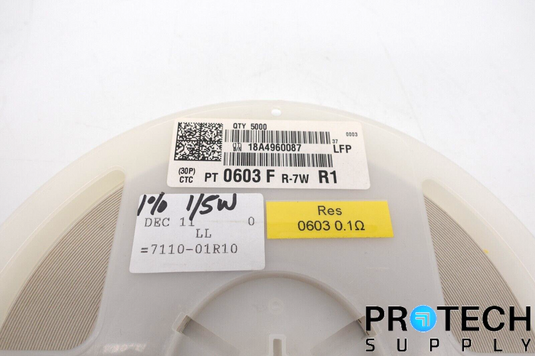 QTY 5000
18A4960087 LFP
(30P)
CTC PT 0603 F R-7W R1
1% 1/5W
DEC 11 0
LL
=7110-01R10
Res
0603 0.1Ω
PROTECH
SUPPLY